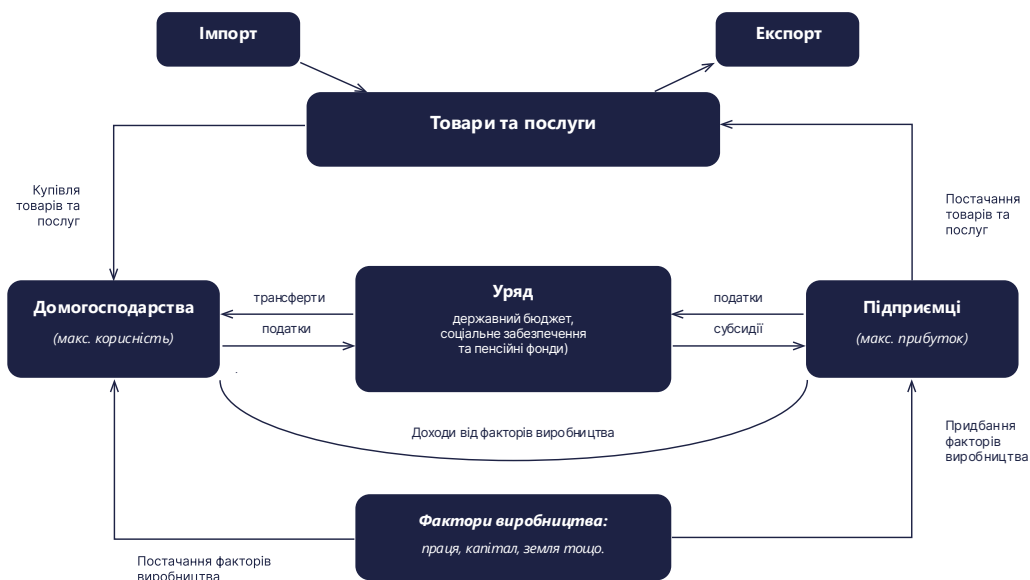 Імпорт
Експорт
Товари та послуги
Купівля
товарів та
послуг
Постачання
товарів та
послуг
Домогосподарства
(макс. корисність)
трансферти
податки
Уряд
державний бюджет,
соціальне забезпечення
та пенсійні фонди)
податки
субсидії
Підприємці
(макс. прибуток)
Доходи від факторів виробництва
Придбання
факторів
виробництва
Фактори виробництва:
праця, капітал, земля тощо.
Постачання факторів
виробництва